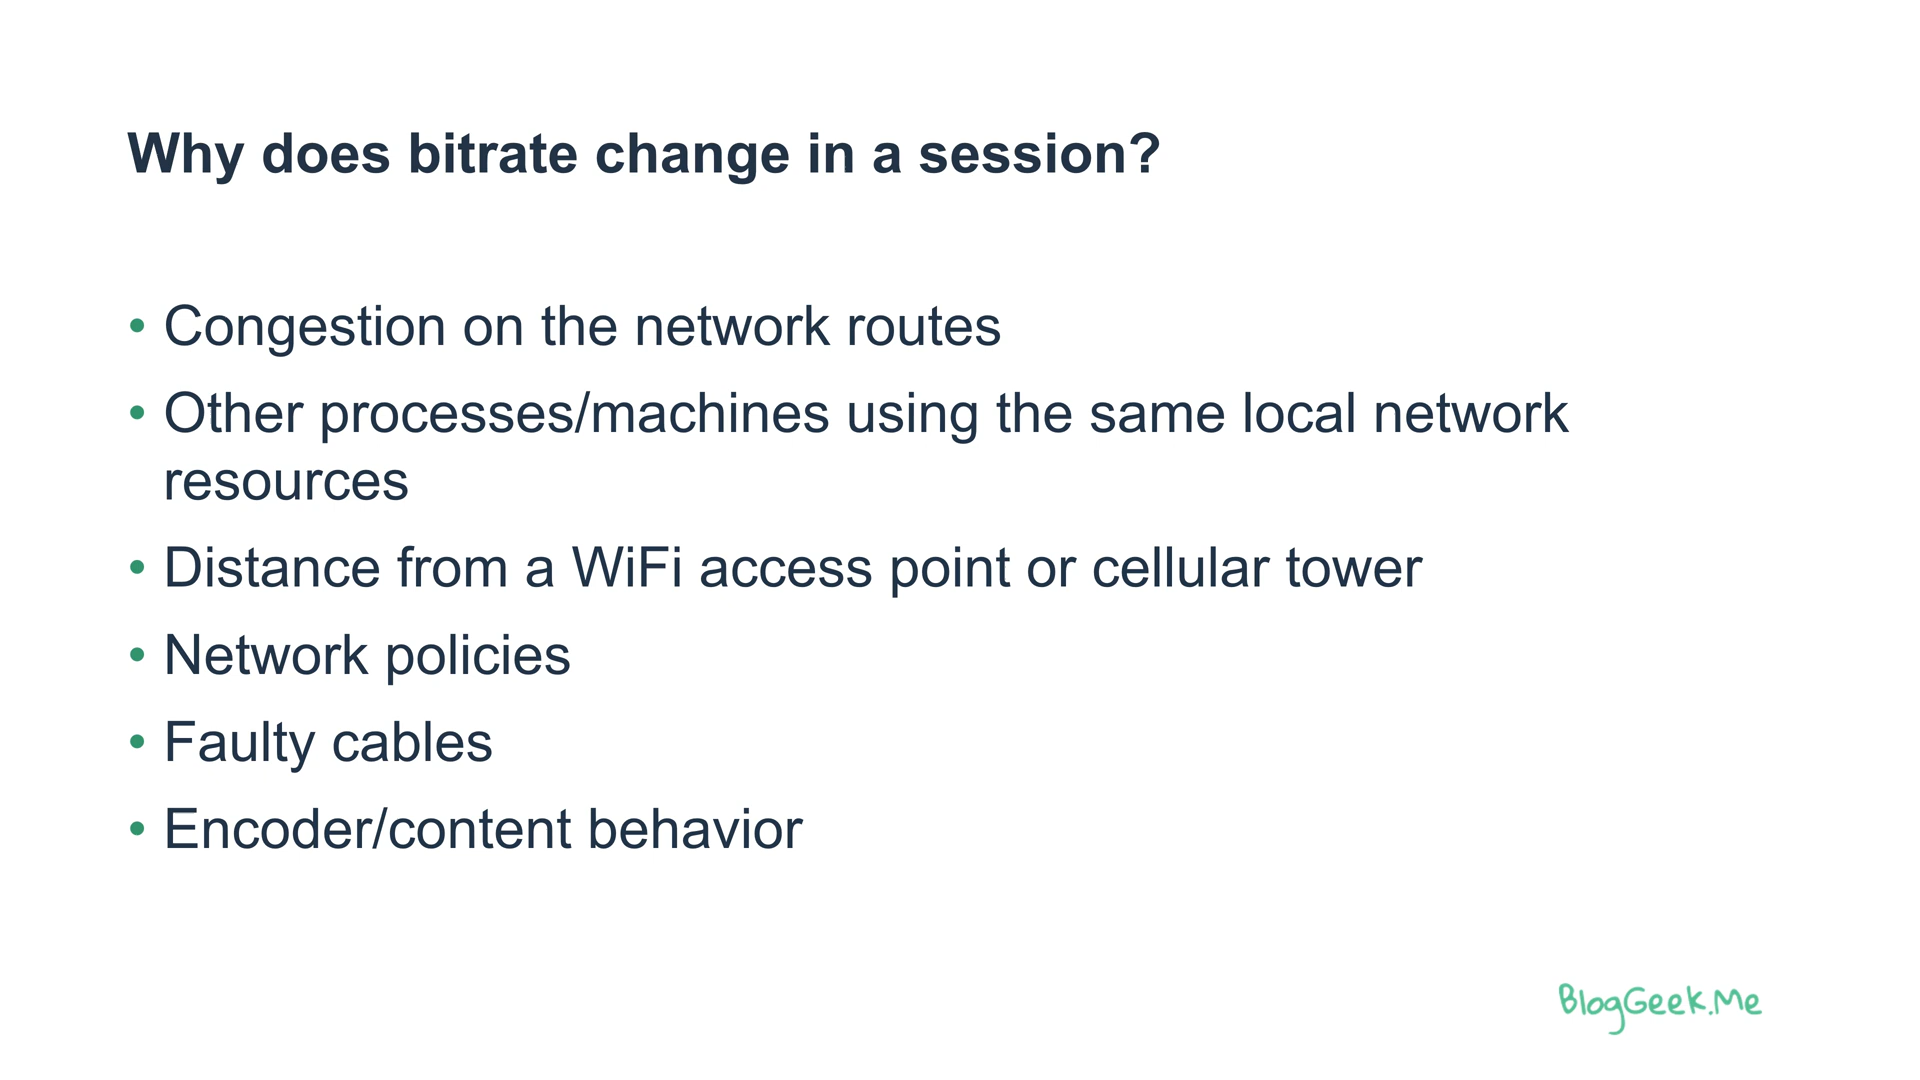 Why does bitrate change in a session?
• Congestion on the network routes
• Other processes/machines using the same local network
resources
• Distance from a WiFi access point or cellular tower
• Network policies
• Faulty cables
• Encoder/content behavior
BlogGeek.Me